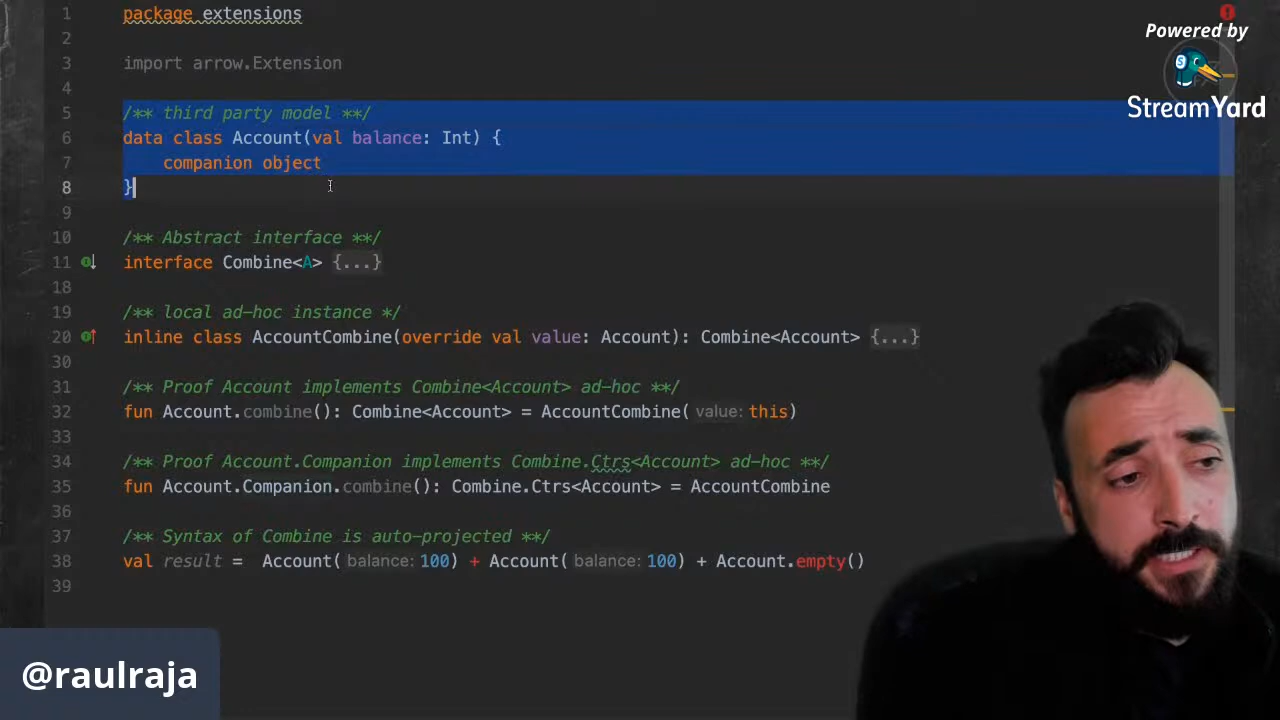 1 package extensions
2
3 import arrow.Extension
4
5 /** third party model **/
6 data class Account(val balance: Int) {
7 companion object
8 }
9
10 /** Abstract interface **/
11 interface Combine<A> {...}
18
19 /** local ad-hoc instance */
20 inline class AccountCombine(override val value: Account): Combine<Account> {...}
30
31 /** Proof Account implements Combine<Account> ad-hoc **/
32 fun Account.combine(): Combine<Account> = AccountCombine( value: this)
33
34 /** Proof Account.Companion implements Combine.Ctrs<Account> ad-hoc **/
35 fun Account.Companion.combine(): Combine.Ctrs<Account> = AccountCombine
36
37 /** Syntax of Combine is auto-projected **/
38 val result = Account( balance: 100) + Account( balance: 100) + Account.empty()
39
Powered by
S
StreamYard
@raulraja